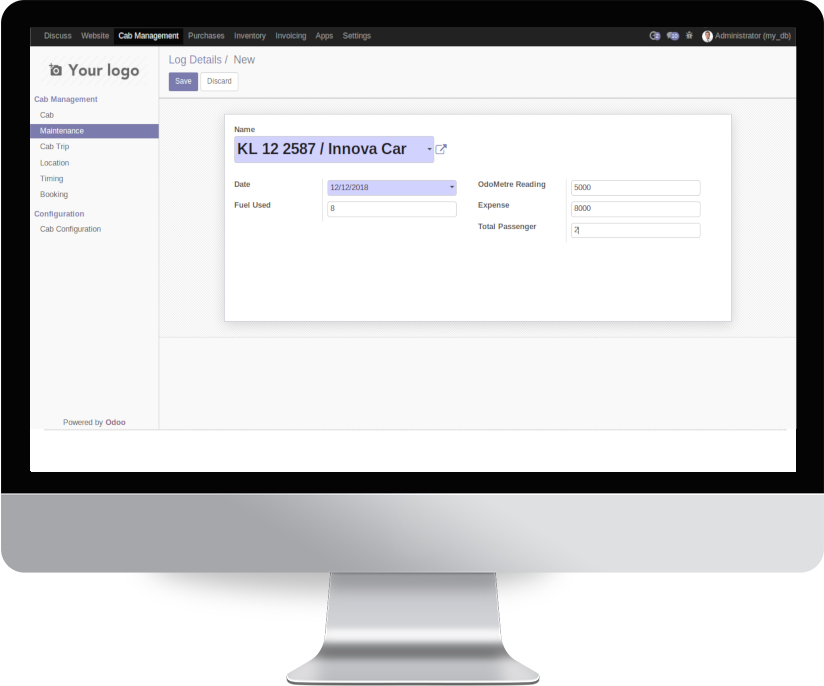 Discuss Website Cab Management Purchases Inventory Invoicing Apps Settings Administrator (my_db)
Your logo
Log Details / New
Save Discard
Cab Management
Cab
Maintenance
Cab Trip
Location
Timing
Booking
Configuration
Cab Configuration
Powered by Odoo
Name
KL 12 2587 / Innova Car
Date 12/12/2018
Fuel Used 8
OdoMetre Reading 5000
Expense 8000
Total Passenger 2